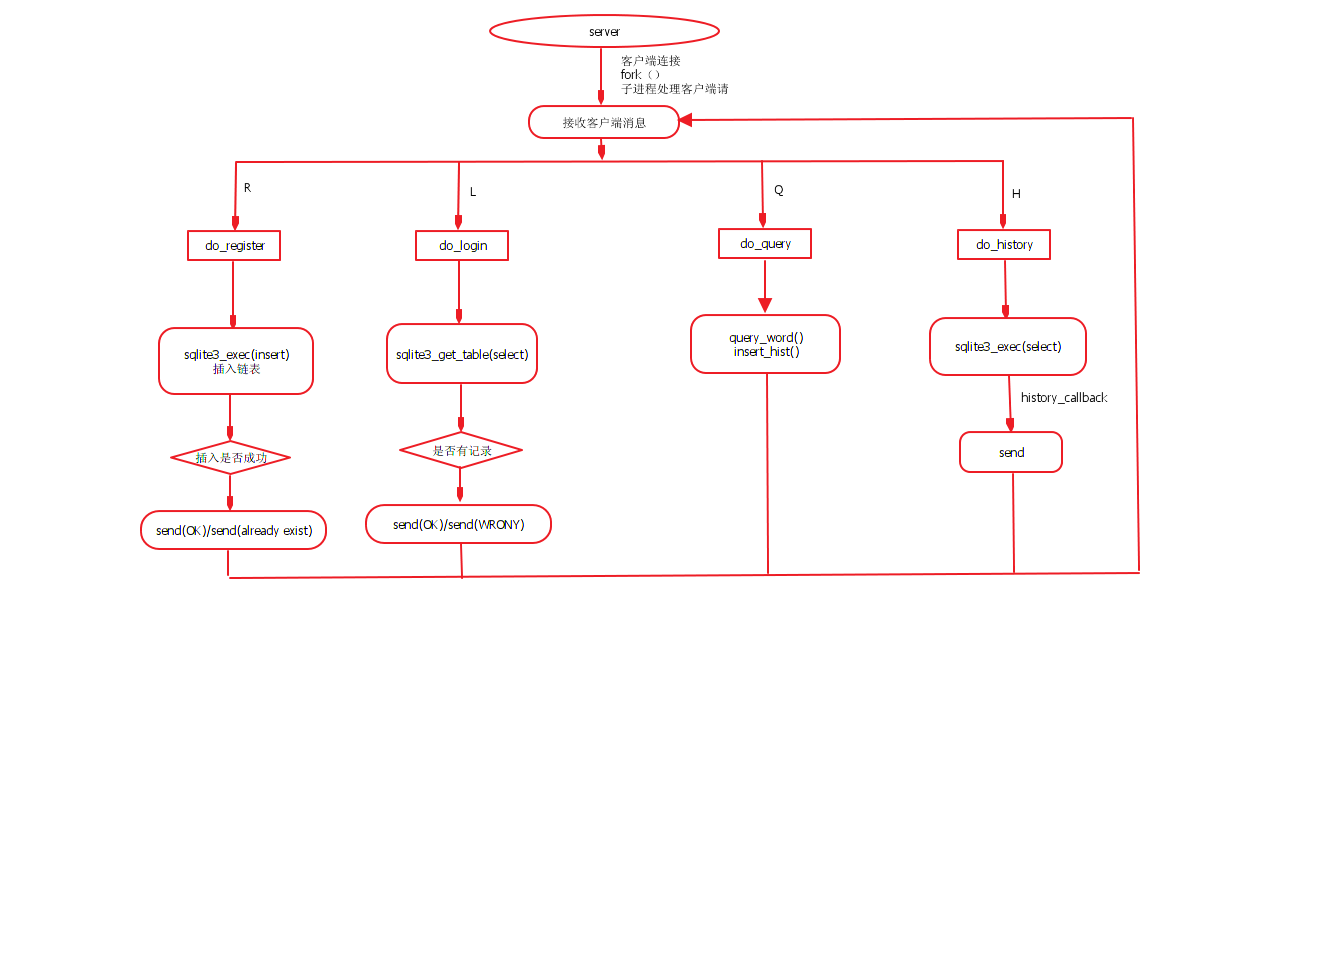 server
客户端连接
fork（）
子进程处理客户端请
接收客户端消息
R
L
Q
H
do_register
do_login
do_query
do_history
sqlite3_exec(insert)
插入链表
sqlite3_get_table(select)
query_word()
insert_hist()
sqlite3_exec(select)
history_callback
插入是否成功
是否有记录
send
send(OK)/send(already exist)
send(OK)/send(WRONY)